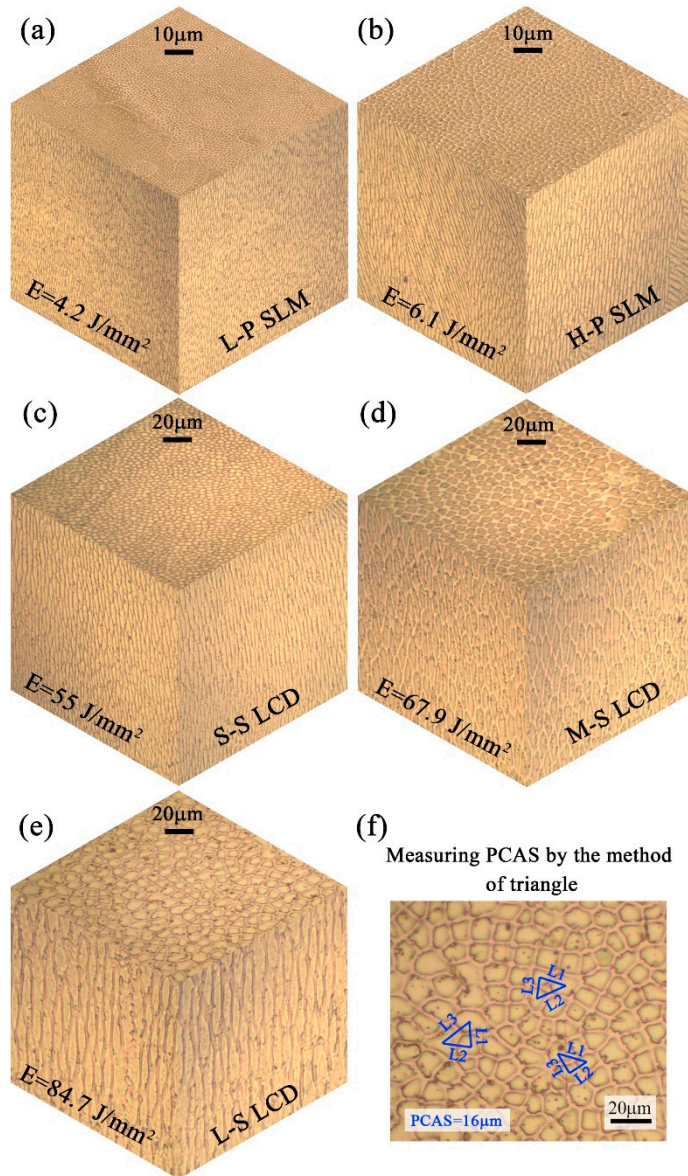 (a)
10μm
E=4.2 J/mm²
L-P SLM
(b)
10μm
E=6.1 J/mm²
H-P SLM
(c)
20μm
E=55 J/mm²
S-S LCD
(d)
20μm
E=67.9 J/mm²
M-S LCD
(e)
20μm
E=84.7 J/mm²
L-S LCD
(f)
Measuring PCAS by the method
of triangle
L3 L1
L2
L3 L1
L2
L1
L3 L2
PCAS=16μm
20μm